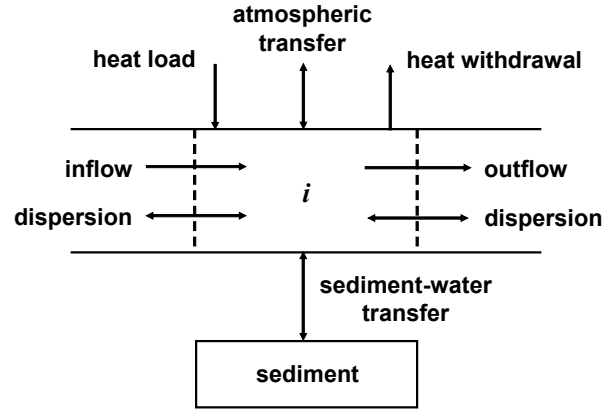 atmospheric
transfer
heat load
heat withdrawal
inflow
i
outflow
dispersion
dispersion
sediment-water
transfer
sediment